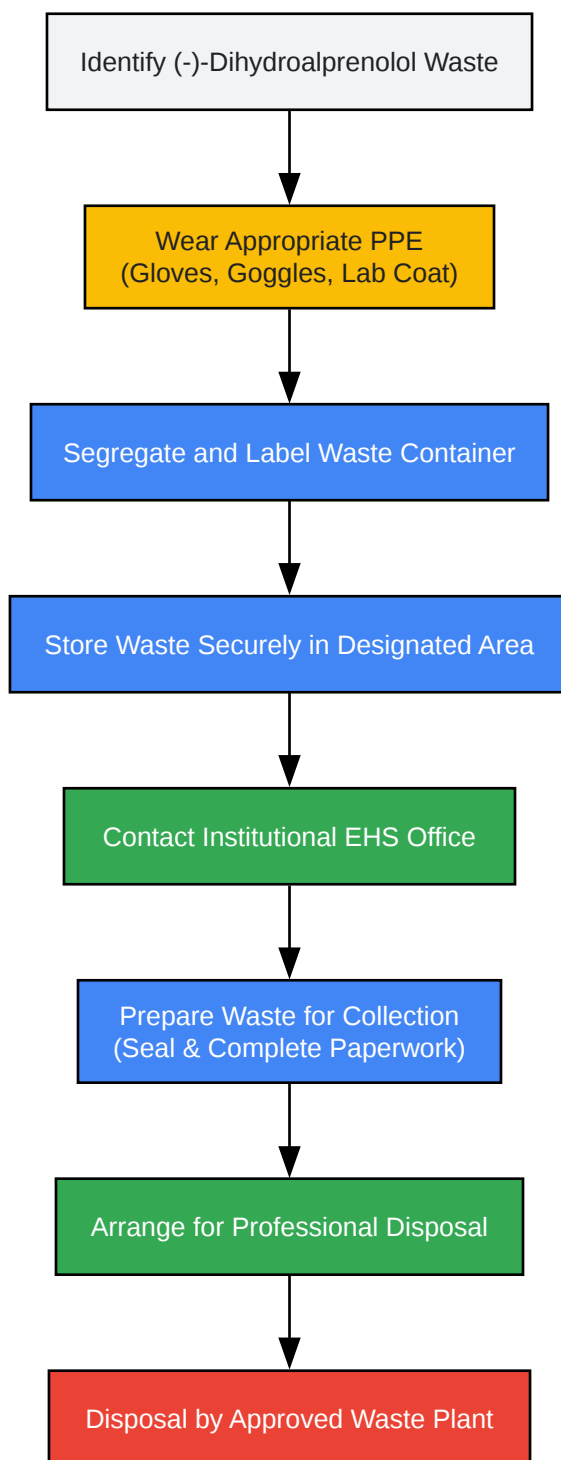 Identify (-)-Dihydroalprenolol Waste
Wear Appropriate PPE
(Gloves, Goggles, Lab Coat)
Segregate and Label Waste Container
Store Waste Securely in Designated Area
Contact Institutional EHS Office
Prepare Waste for Collection
(Seal & Complete Paperwork)
Arrange for Professional Disposal
Disposal by Approved Waste Plant